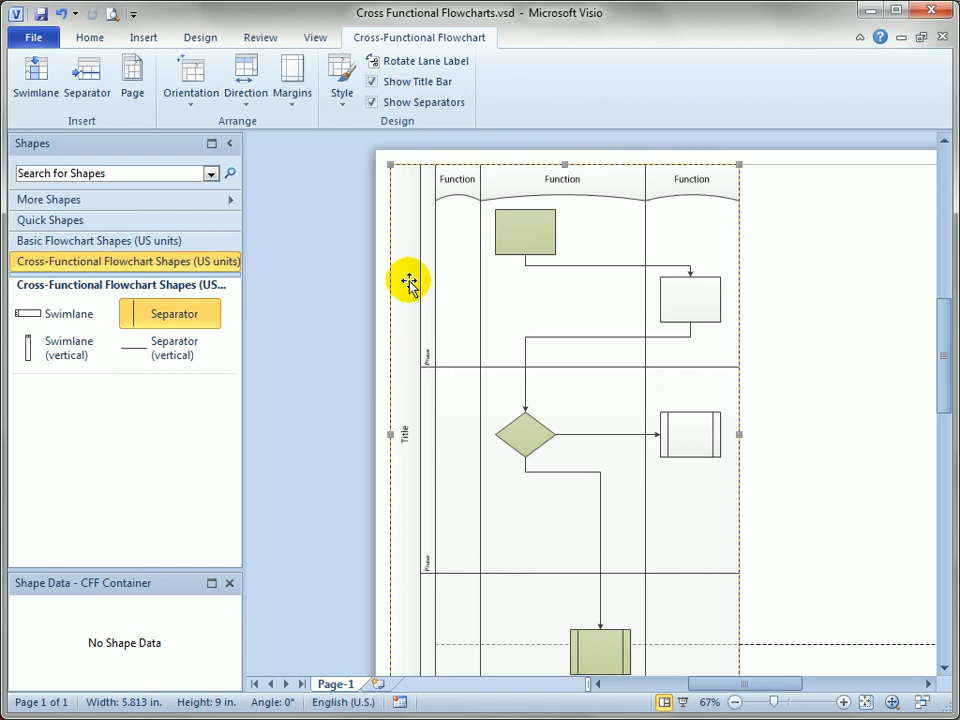 Cross Functional Flowcharts.vsd - Microsoft Visio
File Home Insert Design Review View Cross-Functional Flowchart
Swimlane Separator Page
Insert
Orientation Direction Margins
Arrange
Style
Rotate Lane Label
Show Title Bar
Show Separators
Design
Shapes
Search for Shapes
More Shapes
Quick Shapes
Basic Flowchart Shapes (US units)
Cross-Functional Flowchart Shapes (US units)
Cross-Functional Flowchart Shapes (US...
Swimlane
Separator
Swimlane
(vertical)
Separator
(vertical)
Shape Data - CFF Container
No Shape Data
Function Function Function
Phase
Title
Phase
Page-1
Page 1 of 1 Width: 5.813 in. Height: 9 in. Angle: 0° English (U.S.) 67%